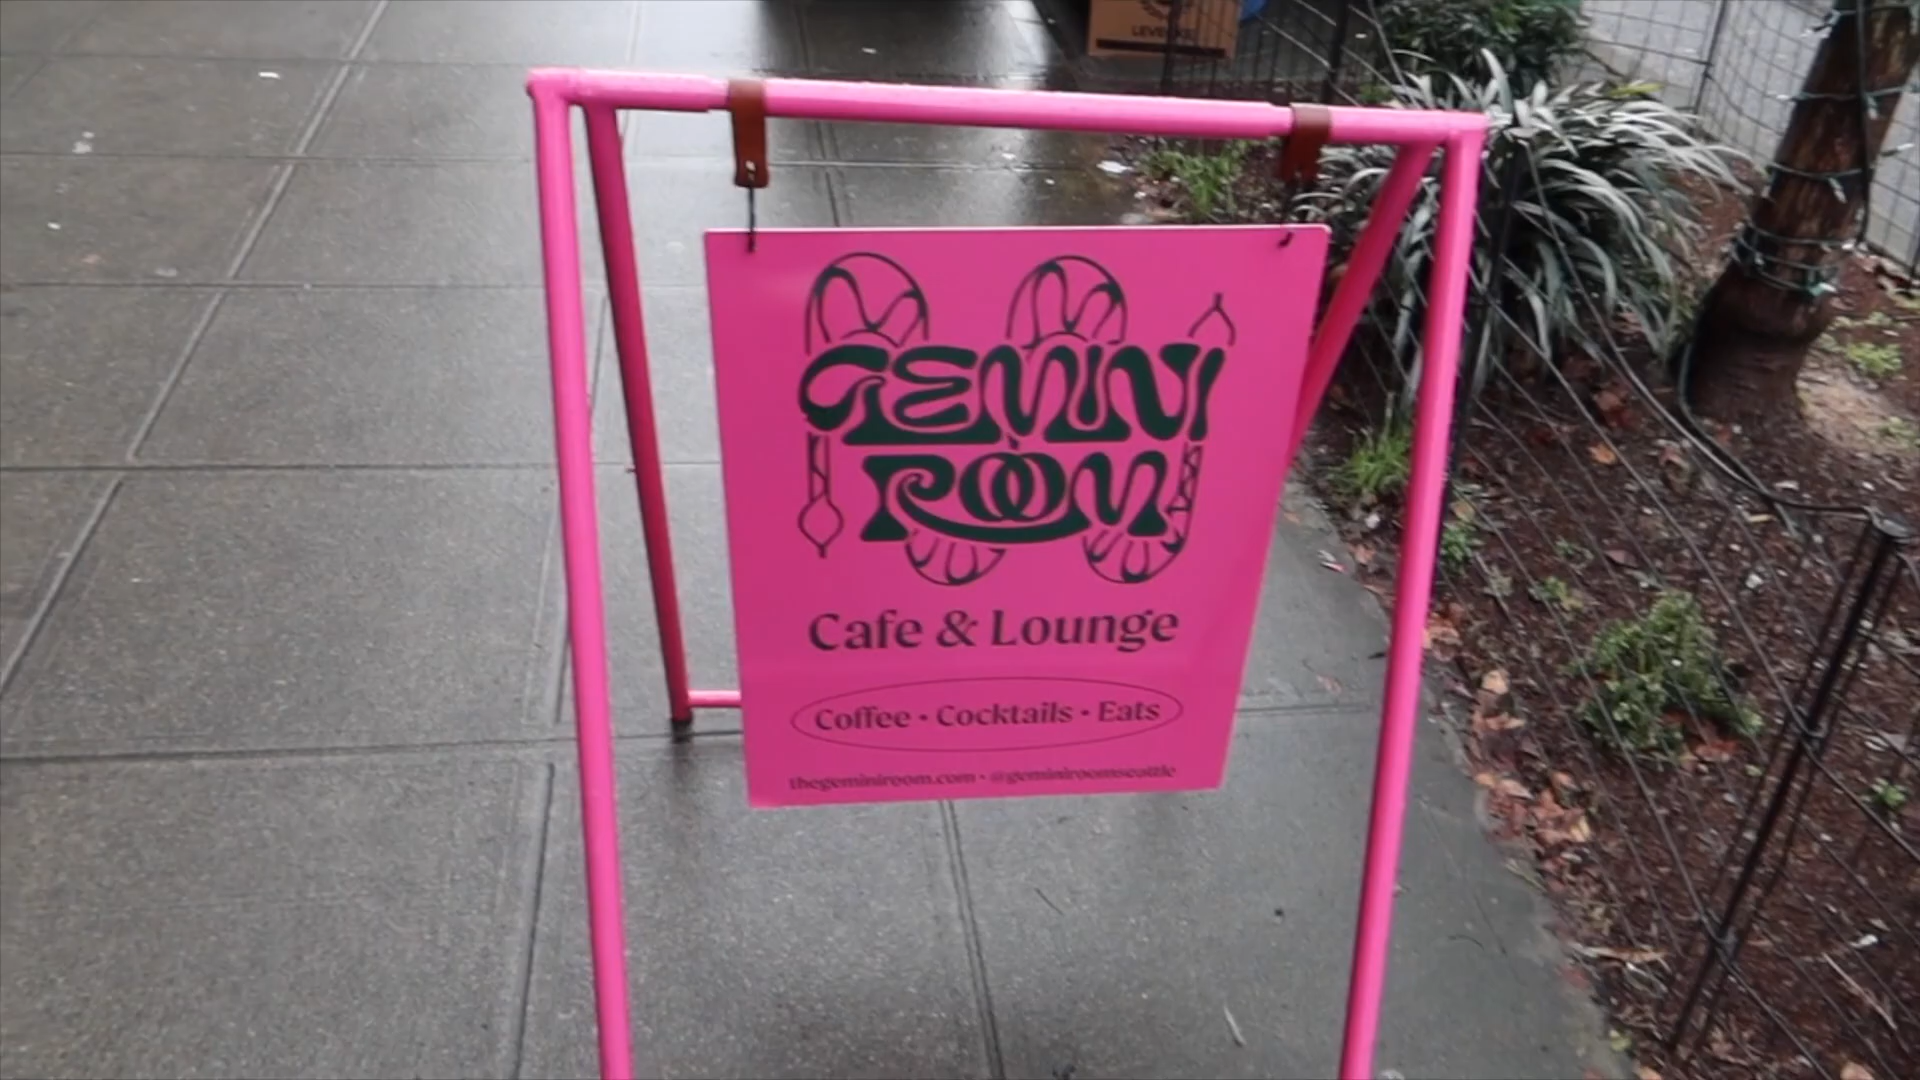 GEMINI
ROOM
Cafe & Lounge
Coffee • Cocktails • Eats
thegeminiroom.com • @geminiroomseattle